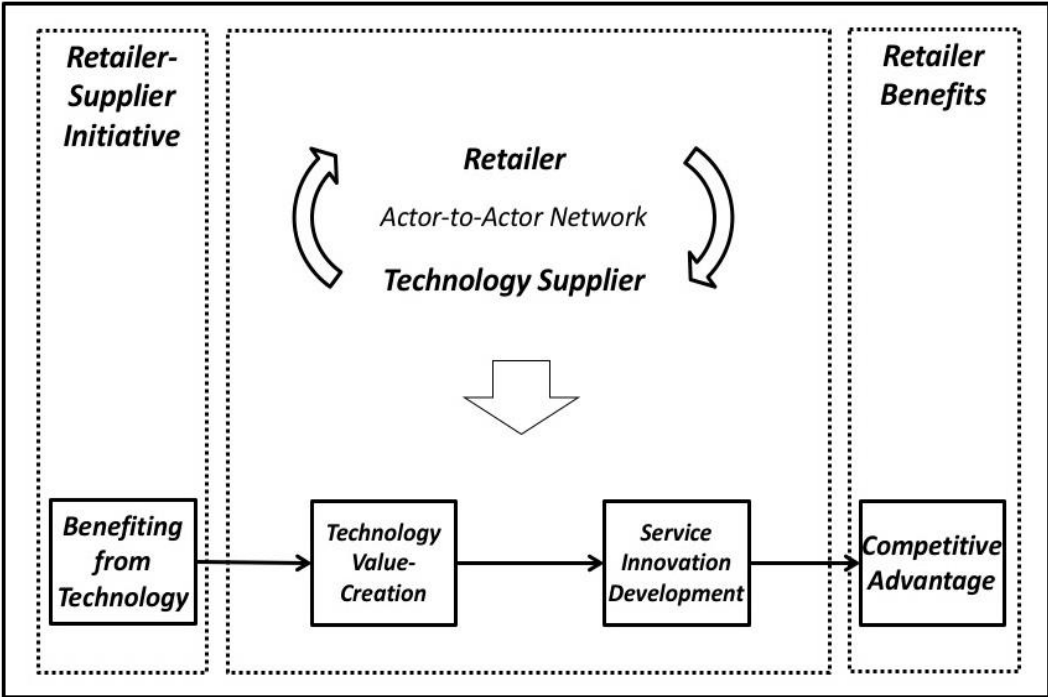 Retailer-
Supplier
Initiative
Retailer
Actor-to-Actor Network
Technology Supplier
Retailer
Benefits
Benefiting
from
Technology
Technology
Value-
Creation
Service
Innovation
Development
Competitive
Advantage